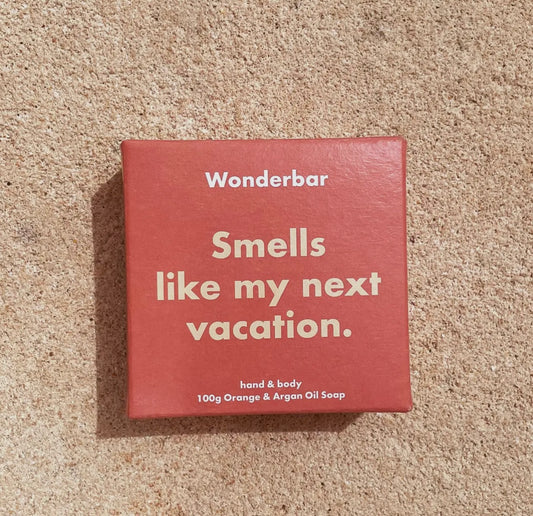 Wonderbar
Smells
like my next
vacation.
hand & body
100g Orange & Argan Oil Soap